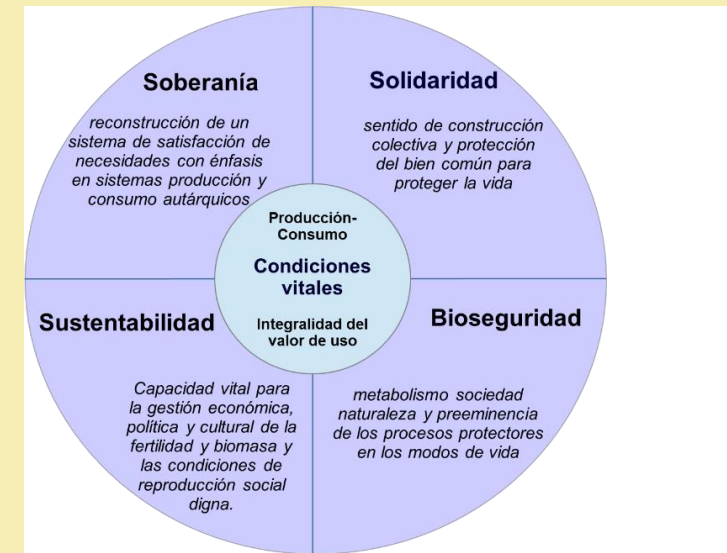 Soberanía
reconstrucción de un
sistema de satisfacción de
necesidades con énfasis
en sistemas producción y
consumo autárquicos
Solidaridad
sentido de construcción
colectiva y protección
del bien común para
proteger la vida
Producción-
Consumo
Condiciones
vitales
Integralidad del
valor de uso
Sustentabilidad
Capacidad vital para
la gestión económica,
política y cultural de la
fertilidad y biomasa y
las condiciones de
reproducción social
digna.
Bioseguridad
metabolismo sociedad
naturaleza y preeminencia
de los procesos protectores
en los modos de vida